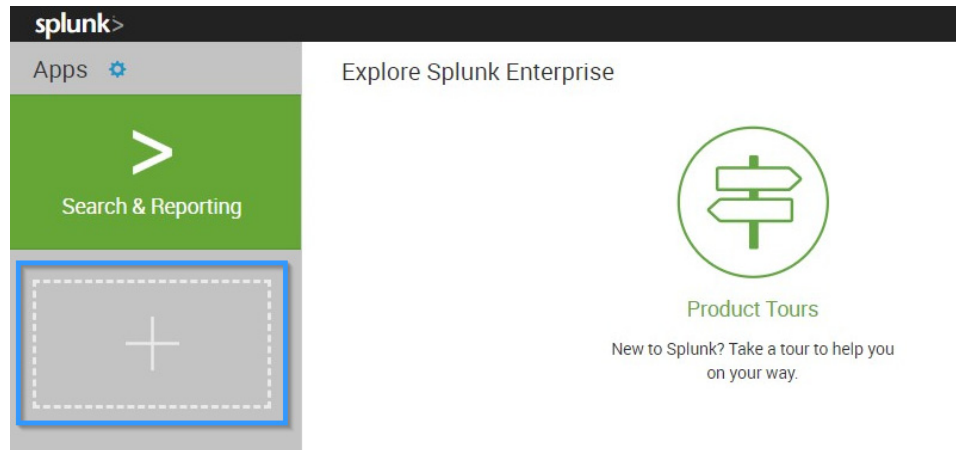 splunk>
Apps
Explore Splunk Enterprise
>
Search & Reporting
Product Tours
New to Splunk? Take a tour to help you
on your way.